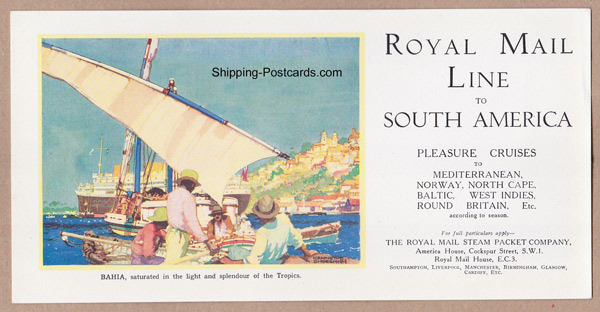 Shipping-Postcards.com
BAHIA, saturated in the light and splendour of the Tropics.
ROYAL MAIL
LINE
TO
SOUTH AMERICA
PLEASURE CRUISES
TO
MEDITERRANEAN,
NORWAY, NORTH CAPE,
BALTIC, WEST INDIES,
ROUND BRITAIN, Etc.
according to season.
For full particulars apply—
THE ROYAL MAIL STEAM PACKET COMPANY,
America House, Cockspur Street, S.W.1.
Royal Mail House, E.C.3.
SOUTHAMPTON, LIVERPOOL, MANCHESTER, BIRMINGHAM, GLASGOW,
CARDIFF, ETC.